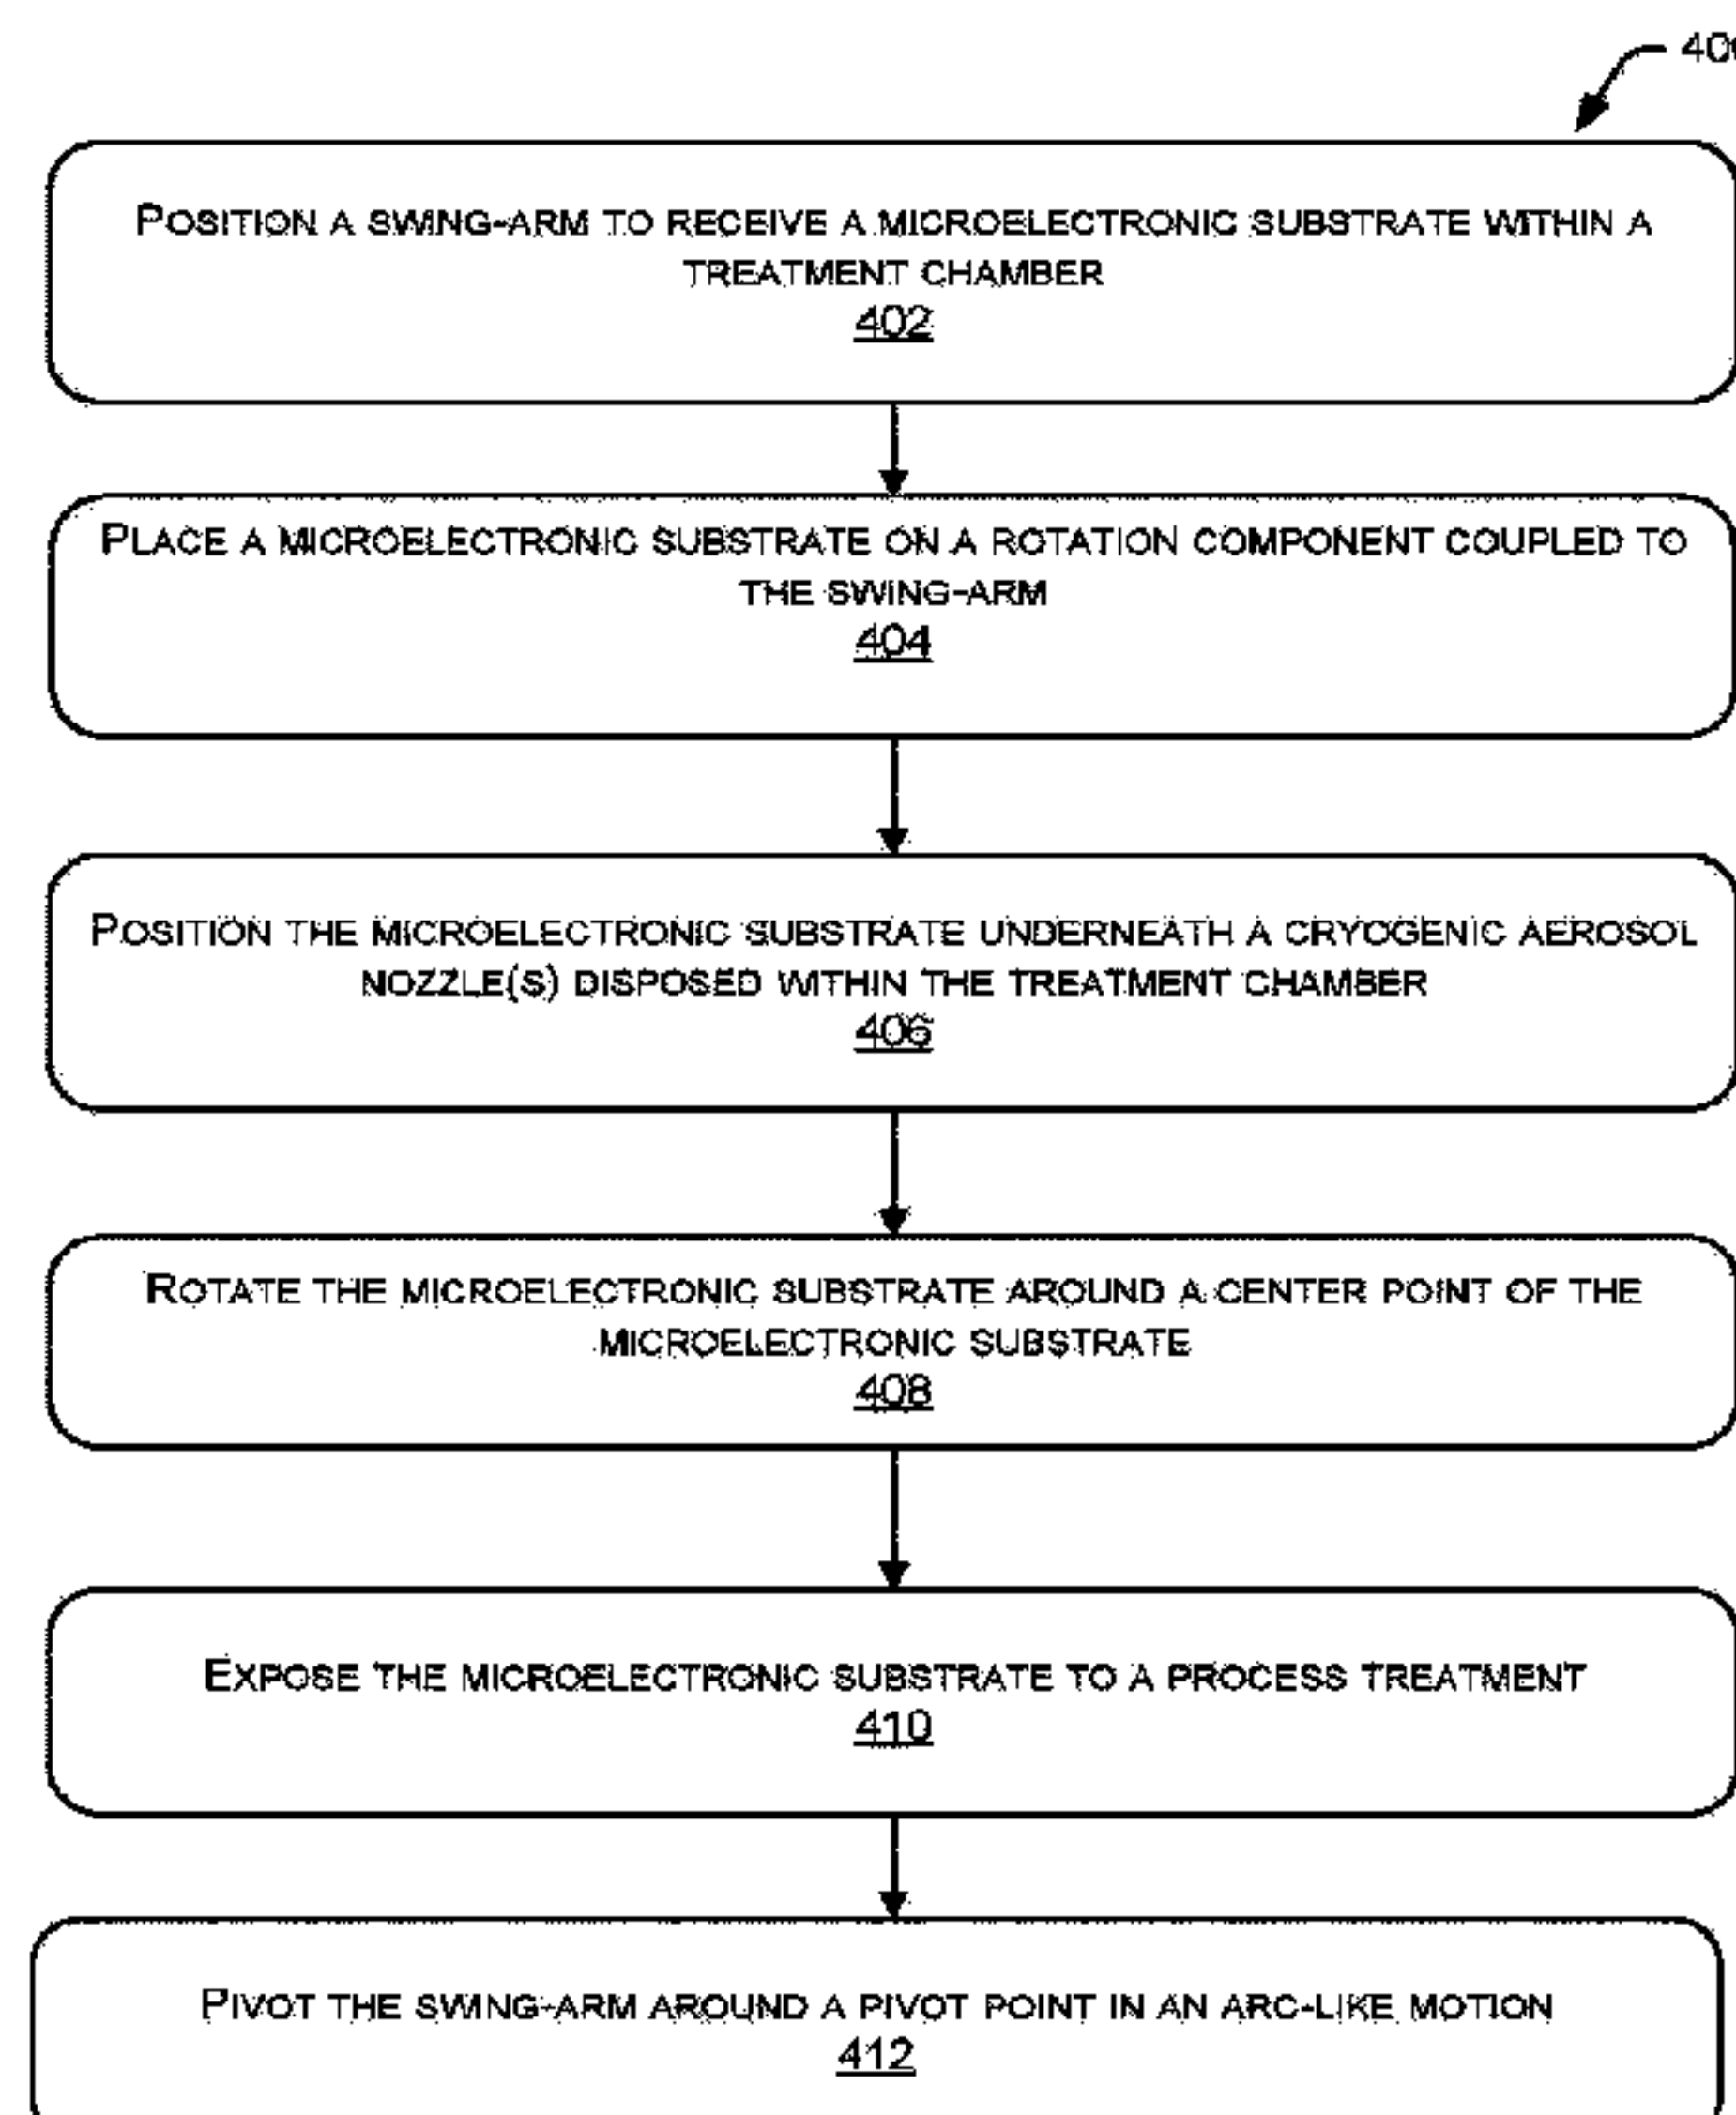 400
POSITION A SWING-ARM TO RECEIVE A MICROELECTRONIC SUBSTRATE WITHIN A
TREATMENT CHAMBER
402
PLACE A MICROELECTRONIC SUBSTRATE ON A ROTATION COMPONENT COUPLED TO
THE SWING-ARM
404
POSITION THE MICROELECTRONIC SUBSTRATE UNDERNEATH A CRYOGENIC AEROSOL
NOZZLE(S) DISPOSED WITHIN THE TREATMENT CHAMBER
406
ROTATE THE MICROELECTRONIC SUBSTRATE AROUND A CENTER POINT OF THE
MICROELECTRONIC SUBSTRATE
408
EXPOSE THE MICROELECTRONIC SUBSTRATE TO A PROCESS TREATMENT
410
PIVOT THE SWING-ARM AROUND A PIVOT POINT IN AN ARC-LIKE MOTION
412